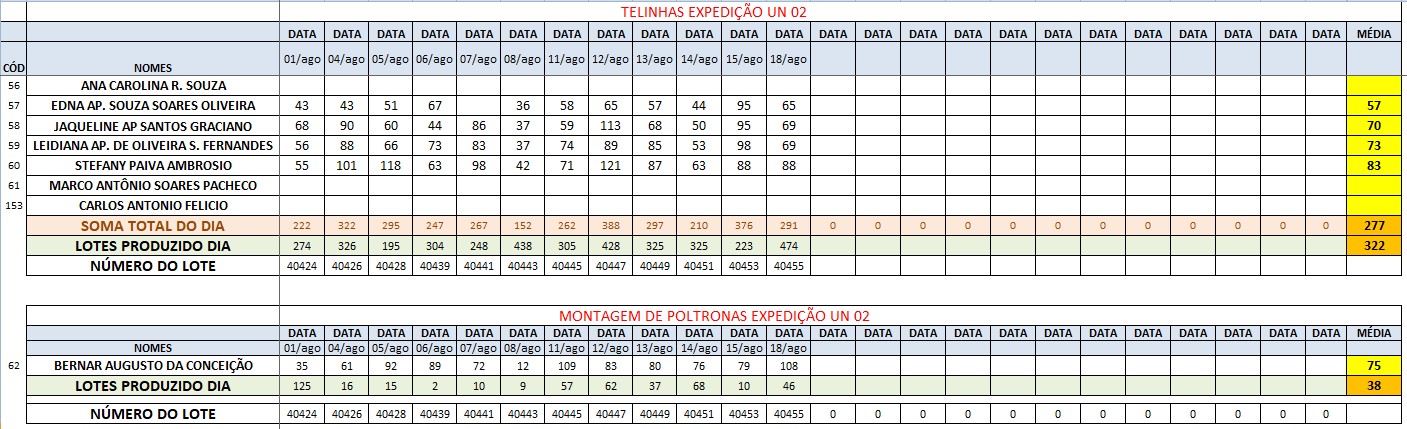 TELINHAS EXPEDIÇÃO UN 02
DATA DATA DATA DATA DATA DATA DATA DATA DATA DATA DATA DATA DATA DATA DATA DATA DATA DATA DATA DATA DATA DATA DATA DATA MÉDIA
CÓD NOMES 01/ago 04/ago 05/ago 06/ago 07/ago 08/ago 11/ago 12/ago 13/ago 14/ago 15/ago 18/ago
56 ANA CAROLINA R. SOUZA
57 EDNA AP. SOUZA SOARES OLIVEIRA 43 43 51 67 36 58 65 57 44 95 65 57
58 JAQUELINE AP SANTOS GRACIANO 68 90 60 44 86 37 59 113 68 50 95 69 70
59 LEIDIANA AP. DE OLIVEIRA S. FERNANDES 56 88 66 73 83 37 74 89 85 53 98 69 73
60 STEFANY PAIVA AMBROSIO 55 101 118 63 98 42 71 121 87 63 88 88 83
61 MARCO ANTÔNIO SOARES PACHECO
153 CARLOS ANTONIO FELICIO
SOMA TOTAL DO DIA 222 322 295 247 267 152 262 388 297 210 376 291 0 0 0 0 0 0 0 0 0 0 0 0 277
LOTES PRODUZIDO DIA 274 326 195 304 248 438 305 428 325 325 223 474 322
NÚMERO DO LOTE 40424 40426 40428 40439 40441 40443 40445 40447 40449 40451 40453 40455
MONTAGEM DE POLTRONAS EXPEDIÇÃO UN 02
DATA DATA DATA DATA DATA DATA DATA DATA DATA DATA DATA DATA DATA DATA DATA DATA DATA DATA DATA DATA DATA DATA DATA DATA MÉDIA
NOMES 01/ago 04/ago 05/ago 06/ago 07/ago 08/ago 11/ago 12/ago 13/ago 14/ago 15/ago 18/ago
62 BERNAR AUGUSTO DA CONCEIÇÃO 35 61 92 89 72 12 109 83 80 76 79 108 75
LOTES PRODUZIDO DIA 125 16 15 2 10 9 57 62 37 68 10 46 38
NÚMERO DO LOTE 40424 40426 40428 40439 40441 40443 40445 40447 40449 40451 40453 40455 0 0 0 0 0 0 0 0 0 0 0 0